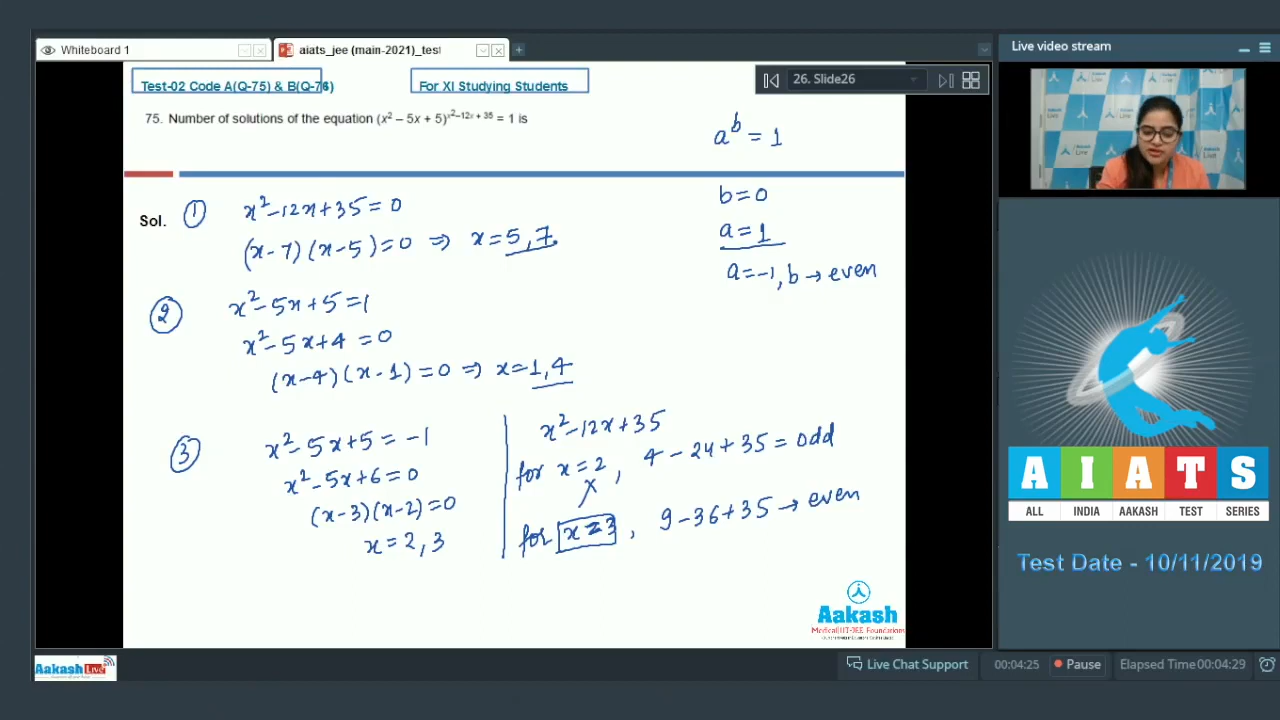 Whiteboard 1
aiats_jee (main-2021)_test
Live video stream
Test-02 Code A(Q-75) & B(Q-76)
For XI Studying Students
26. Slide26
75. Number of solutions of the equation (x² – 5x + 5)^(x²–12x + 35) = 1 is
a^b = 1
Sol.
① x²-12x+35=0
(x-7)(x-5)=0 ⇒ x=5,7
b=0
a=1
a=-1, b → even
② x²-5x+5=1
x²-5x+4=0
(x-4)(x-1)=0 ⇒ x=1,4
③ x²-5x+5=-1
x²-5x+6=0
(x-3)(x-2)=0
x=2,3
x²-12x+35
for x=2, 4-24+35=odd
for x=3, 9-36+35 → even
AIATS
ALL INDIA AAKASH TEST SERIES
Test Date - 10/11/2019
Aakash
Medical|IIT-JEE|Foundations
Aakash Live
Live Chat Support
00:04:25
Pause
Elapsed Time 00:04:29